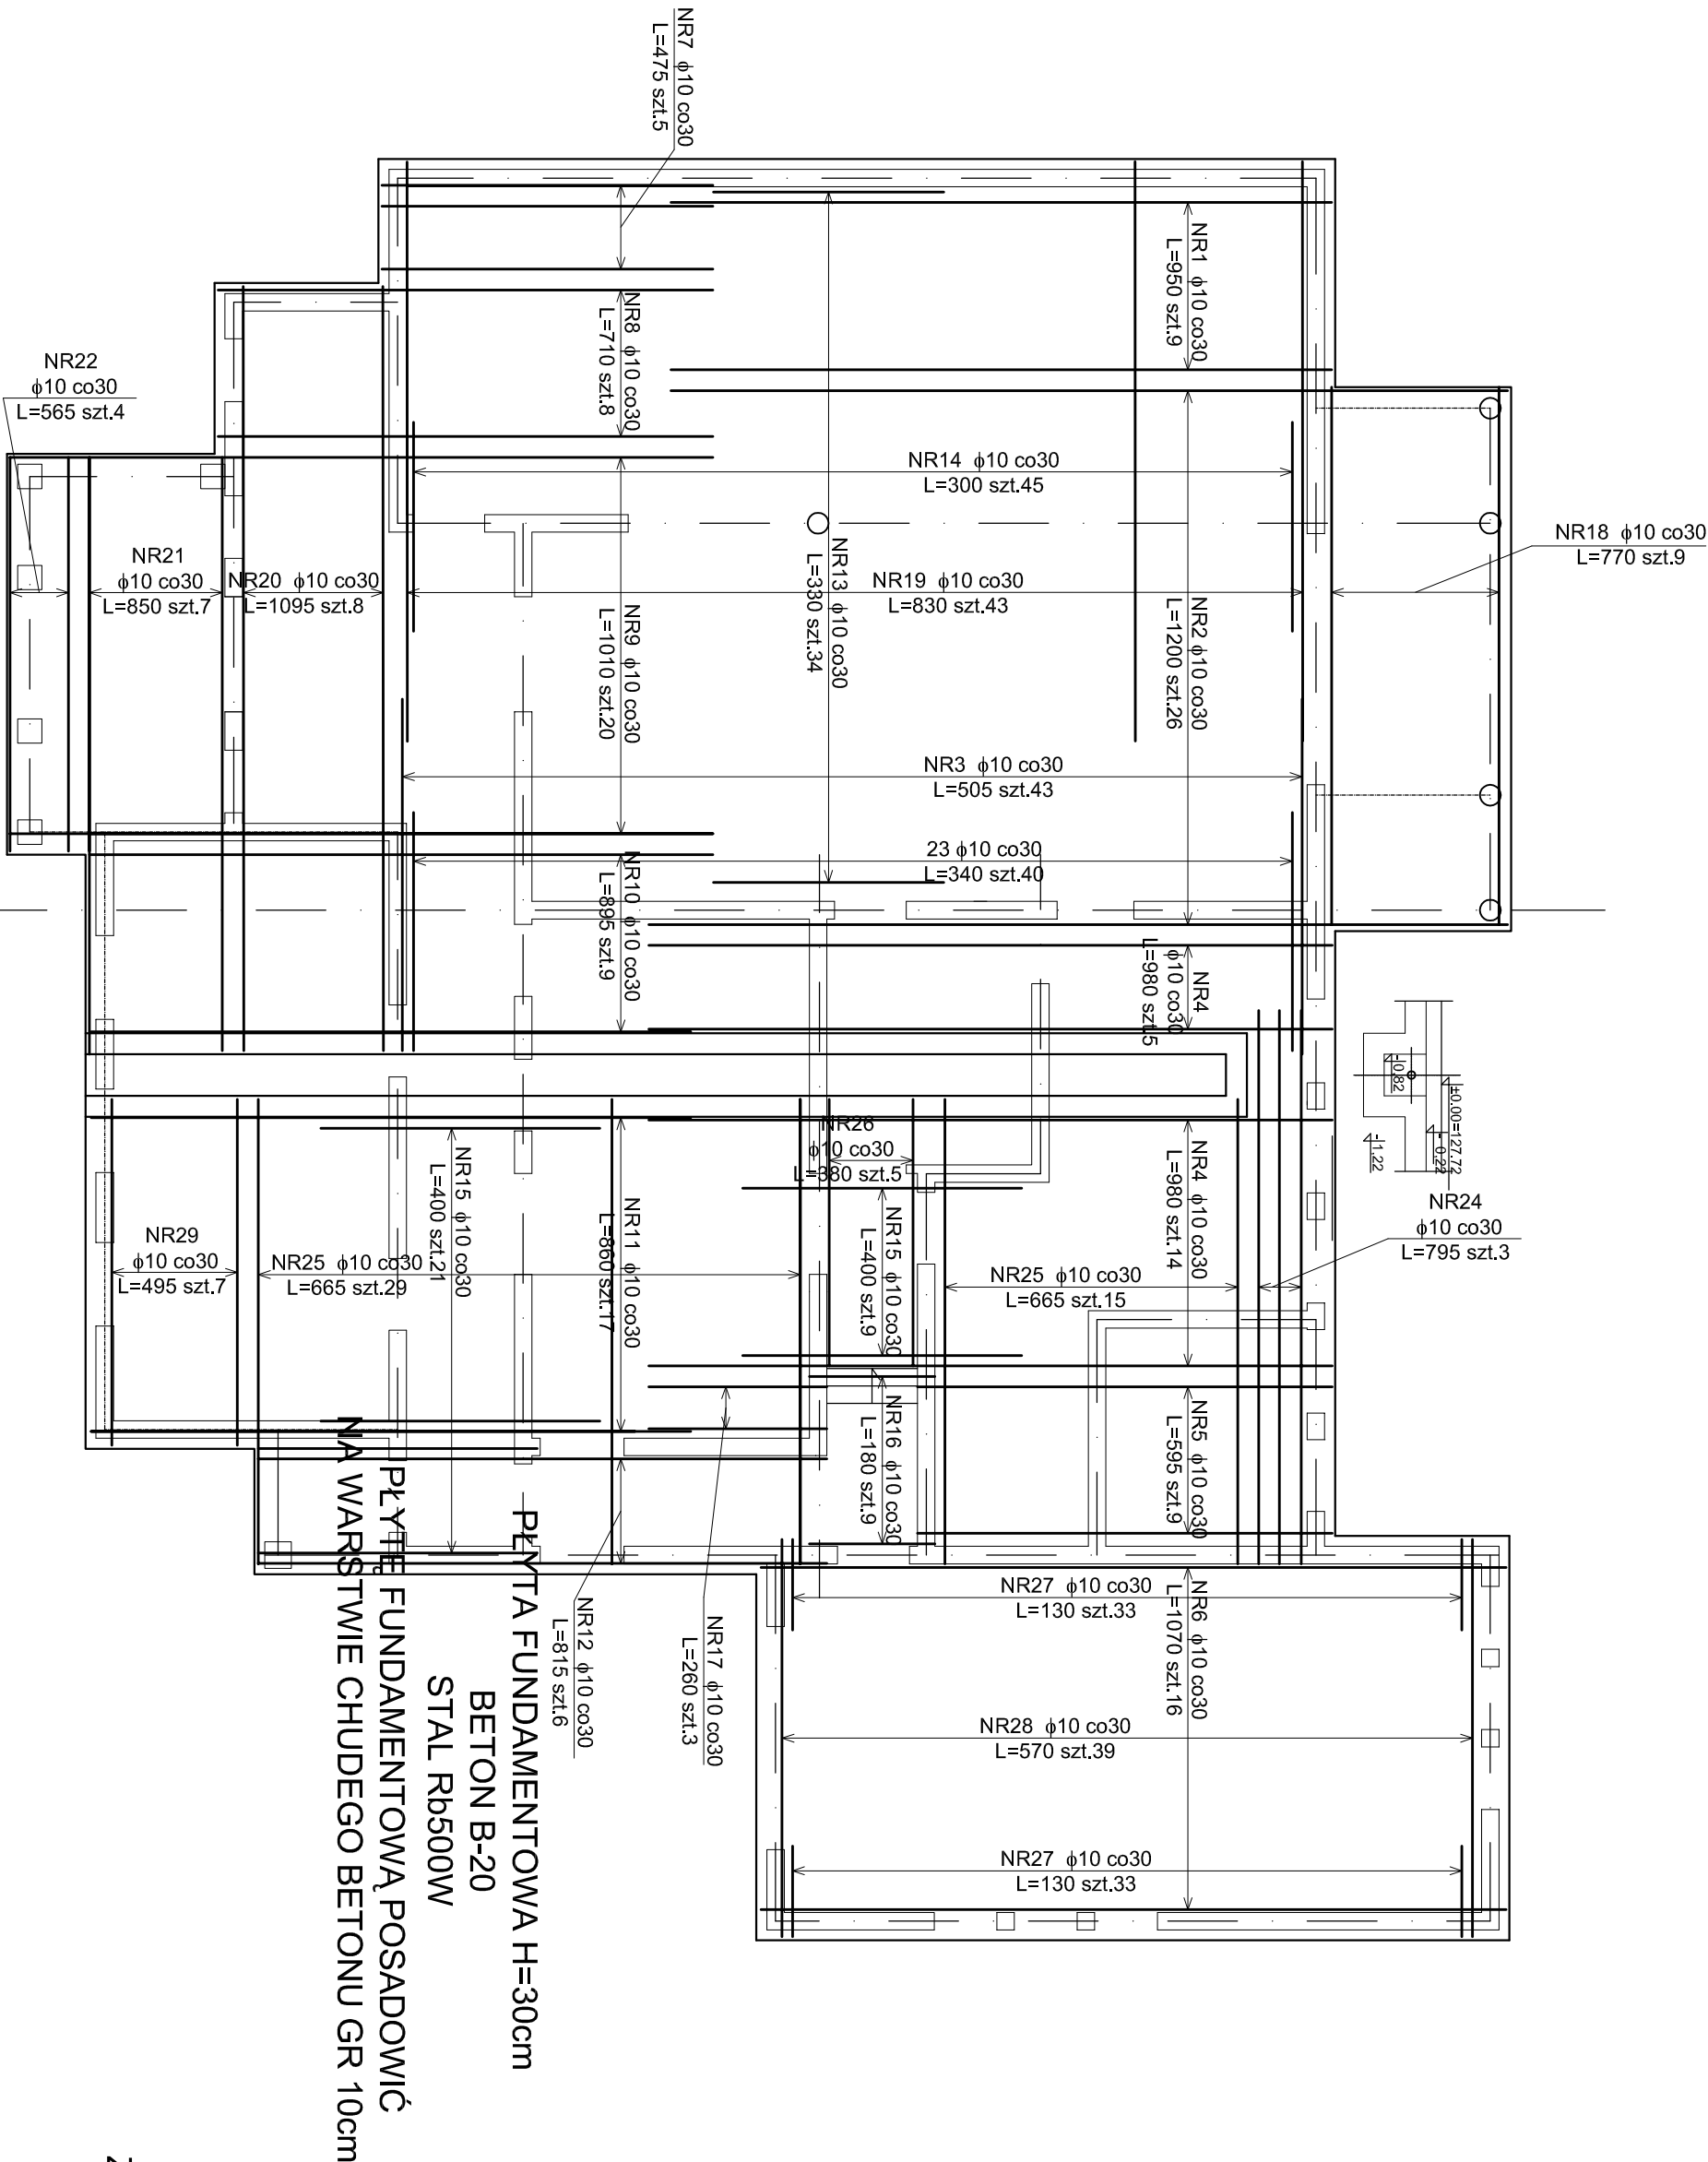 NR7 ϕ10 co30
L=475 szt.5
NR1 ϕ10 co30
L=950 szt.9
NR8 ϕ10 co30
L=710 szt.8
NR22
ϕ10 co30
L=565 szt.4
NR14 ϕ10 co30
L=300 szt.45
NR18 ϕ10 co30
L=770 szt.9
NR21
ϕ10 co30
L=850 szt.7
NR20 ϕ10 co30
L=1095 szt.8
NR9 ϕ10 co30
L=1010 szt.20
NR13 ϕ10 co30
L=330 szt.34
NR19 ϕ10 co30
L=830 szt.43
NR2 ϕ10 co30
L=1200 szt.26
NR3 ϕ10 co30
L=505 szt.43
23 ϕ10 co30
L=340 szt.40
NR10 ϕ10 co30
L=895 szt.9
NR4
ϕ10 co30
L=980 szt.5
±0.00=127.72
-0.22
-0.82
-1.22
NR24
ϕ10 co30
L=795 szt.3
NR26
ϕ10 co30
L=380 szt.5
NR4 ϕ10 co30
L=980 szt.14
NR15 ϕ10 co30
L=400 szt.21
NR11 ϕ10 co30
L=860 szt.17
NR15 ϕ10 co30
L=400 szt.9
NR29
ϕ10 co30
L=495 szt.7
NR25 ϕ10 co30
L=665 szt.29
NR25 ϕ10 co30
L=665 szt.15
NR16 ϕ10 co30
L=180 szt.9
NR5 ϕ10 co30
L=595 szt.9
NR12 ϕ10 co30
L=815 szt.6
NR17 ϕ10 co30
L=260 szt.3
NR27 ϕ10 co30
L=130 szt.33
NR6 ϕ10 co30
L=1070 szt.16
NR28 ϕ10 co30
L=570 szt.39
NR27 ϕ10 co30
L=130 szt.33
PŁYTA FUNDAMENTOWA H=30cm
BETON B-20
STAL Rb500W
PŁYTĘ FUNDAMENTOWĄ POSADOWIĆ
NA WARSTWIE CHUDEGO BETONU GR 10cm